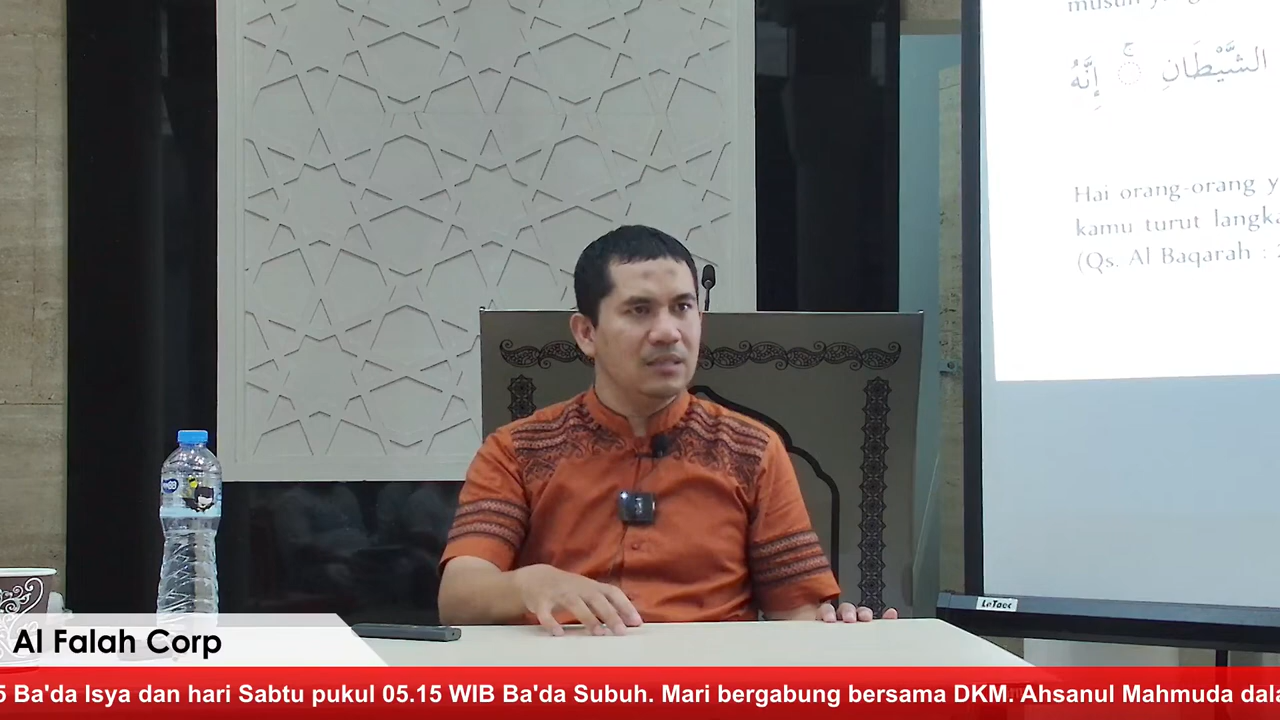 الشَّيْطَانِ ۚ إِنَّهُ
Hai orang-orang y
kamu turut langka
(Qs. Al Baqarah :
LeTaec
Al Falah Corp
5 Ba'da Isya dan hari Sabtu pukul 05.15 WIB Ba'da Subuh. Mari bergabung bersama DKM. Ahsanul Mahmuda dala